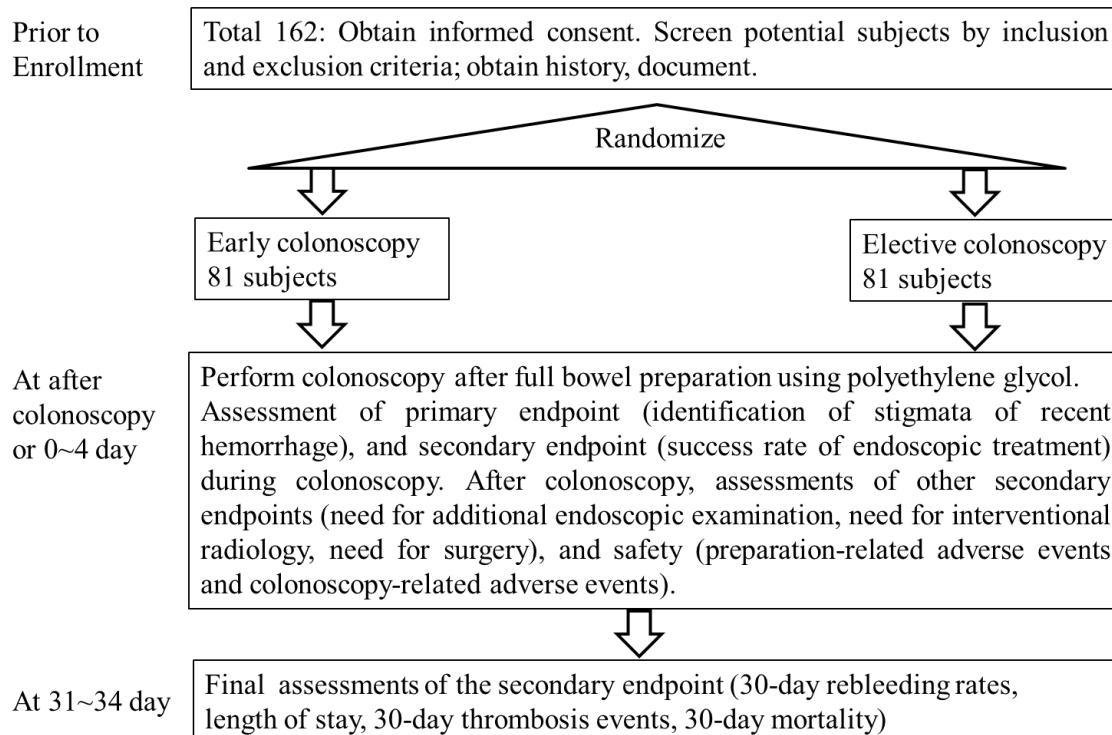 Prior to
Enrollment
Total 162: Obtain informed consent. Screen potential subjects by inclusion
and exclusion criteria; obtain history, document.
Randomize
Early colonoscopy
81 subjects
Elective colonoscopy
81 subjects
At after
colonoscopy
or 0~4 day
Perform colonoscopy after full bowel preparation using polyethylene glycol.
Assessment of primary endpoint (identification of stigmata of recent
hemorrhage), and secondary endpoint (success rate of endoscopic treatment)
during colonoscopy. After colonoscopy, assessments of other secondary
endpoints (need for additional endoscopic examination, need for interventional
radiology, need for surgery), and safety (preparation-related adverse events
and colonoscopy-related adverse events).
At 31~34 day
Final assessments of the secondary endpoint (30-day rebleeding rates,
length of stay, 30-day thrombosis events, 30-day mortality)